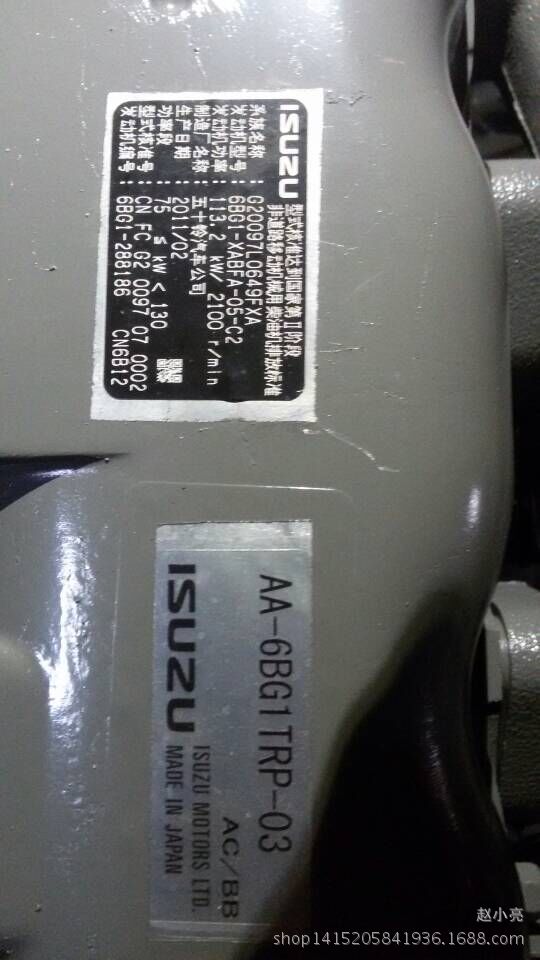 ISUZU
型式核准达到国家第Ⅱ阶段
非道路移动机械用柴油机排放标准
系族名称:G20097L0649FXA
发动机型号:6BG1-XABFA-05-C2
发动机功率:113.2 kW/ 2100 r/min
制造厂名称:五十铃汽车公司
生产日期:2011/02
功率段:75 ≦ kW < 130
型式核准号:CN FC G2 0097 07 0002
发动机编号:6BG1-288186 CN6B12
AA-6BG1TRP-03
AC/BB
ISUZU
ISUZU MOTORS LTD.
MADE IN JAPAN
赵小亮
shop1415205841936.1688.com